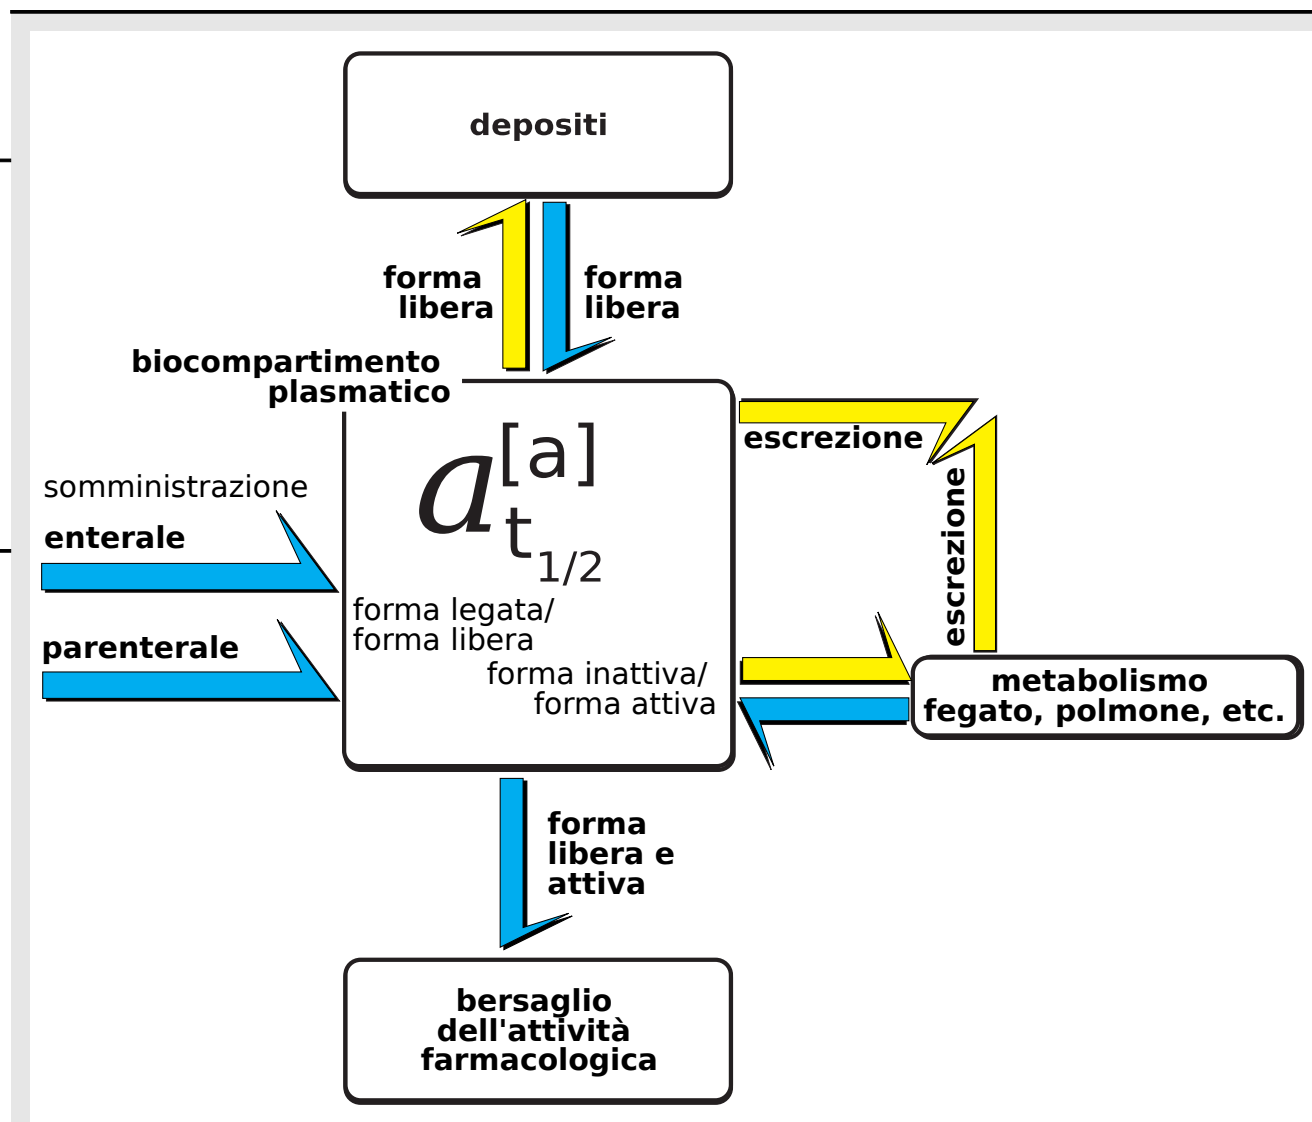 depositi
forma
libera
forma
libera
biocompartimento
plasmatico
a[a]
t1/2
somministrazione
enterale
parenterale
forma legata/
forma libera
forma inattiva/
forma attiva
escrezione
escrezione
metabolismo
fegato, polmone, etc.
forma
libera e
attiva
bersaglio
dell'attività
farmacologica